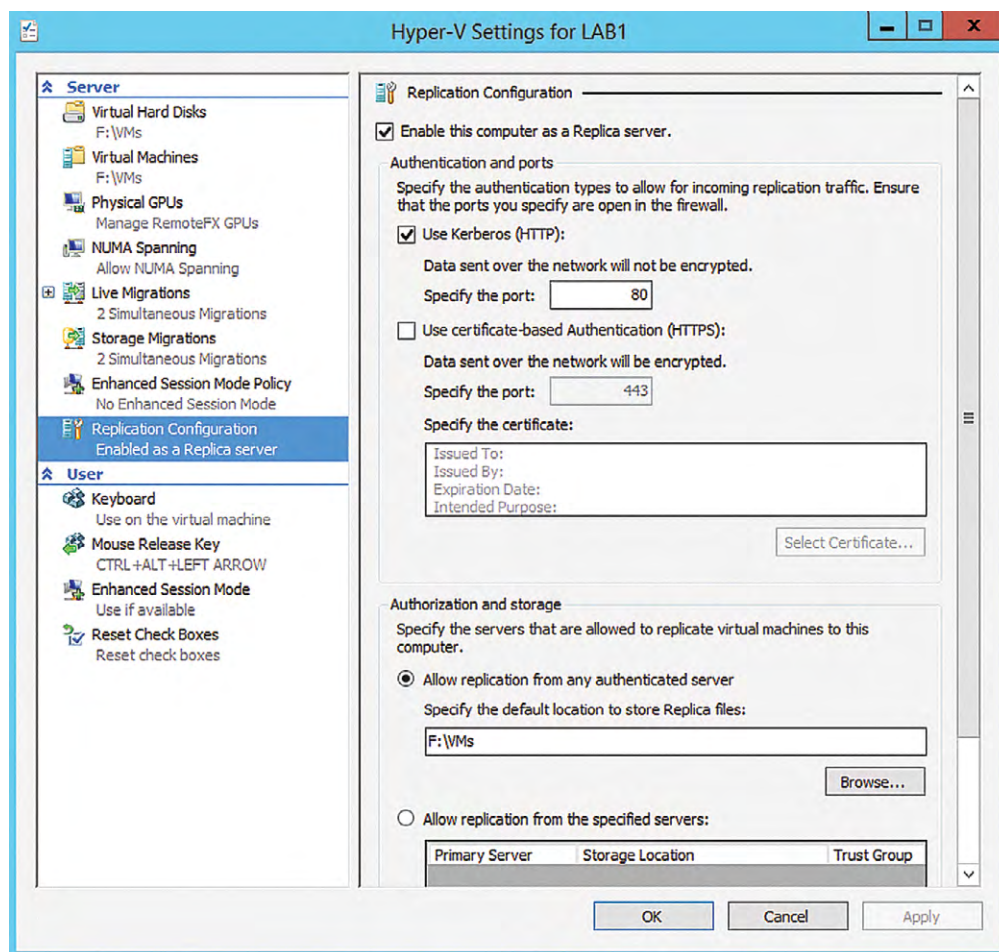 Hyper-V Settings for LAB1
Server
Virtual Hard Disks
F:\VMs
Virtual Machines
F:\VMs
Physical GPUs
Manage RemoteFX GPUs
NUMA Spanning
Allow NUMA Spanning
Live Migrations
2 Simultaneous Migrations
Storage Migrations
2 Simultaneous Migrations
Enhanced Session Mode Policy
No Enhanced Session Mode
Replication Configuration
Enabled as a Replica server
User
Keyboard
Use on the virtual machine
Mouse Release Key
CTRL+ALT+LEFT ARROW
Enhanced Session Mode
Use if available
Reset Check Boxes
Reset check boxes
Replication Configuration
Enable this computer as a Replica server.
Authentication and ports
Specify the authentication types to allow for incoming replication traffic. Ensure
that the ports you specify are open in the firewall.
Use Kerberos (HTTP):
Data sent over the network will not be encrypted.
Specify the port: 80
Use certificate-based Authentication (HTTPS):
Data sent over the network will be encrypted.
Specify the port: 443
Specify the certificate:
Issued To:
Issued By:
Expiration Date:
Intended Purpose:
Select Certificate...
Authorization and storage
Specify the servers that are allowed to replicate virtual machines to this
computer.
Allow replication from any authenticated server
Specify the default location to store Replica files:
F:\VMs
Browse...
Allow replication from the specified servers:
Primary Server Storage Location Trust Group
OK Cancel Apply